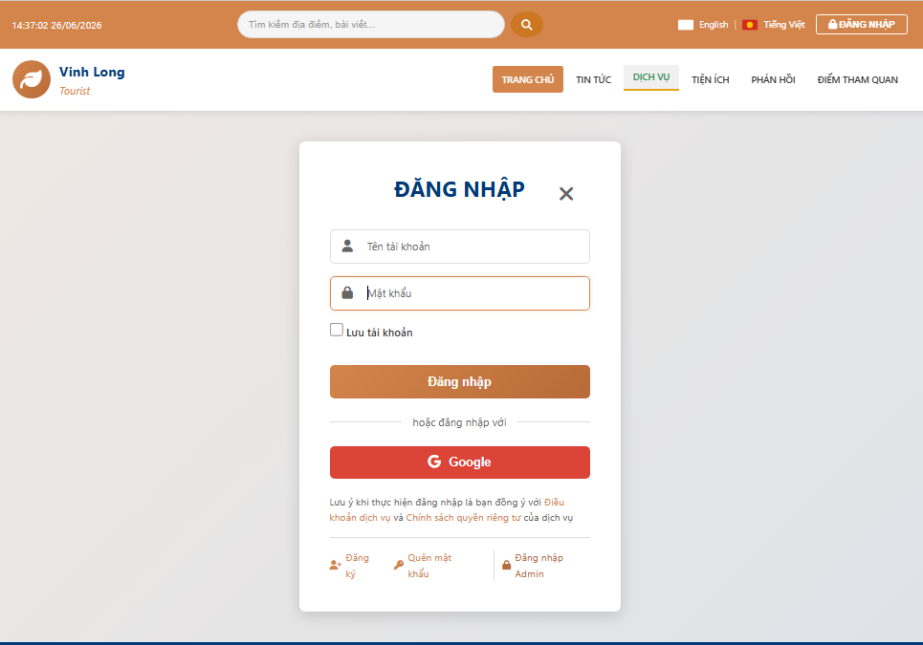 14:37:02 26/06/2026
Tìm kiếm địa điểm, bài viết...
English | Tiếng Việt
ĐĂNG NHẬP
Vinh Long
Tourist
TRANG CHỦ TIN TỨC DỊCH VỤ TIỆN ÍCH PHẢN HỒI ĐIỂM THAM QUAN
ĐĂNG NHẬP
Tên tài khoản
Mật khẩu
Lưu tài khoản
Đăng nhập
hoặc đăng nhập với
Google
Lưu ý khi thực hiện đăng nhập là bạn đồng ý với Điều
khoản dịch vụ và Chính sách quyền riêng tư của dịch vụ
Đăng
ký
Quên mật
khẩu
Đăng nhập
Admin